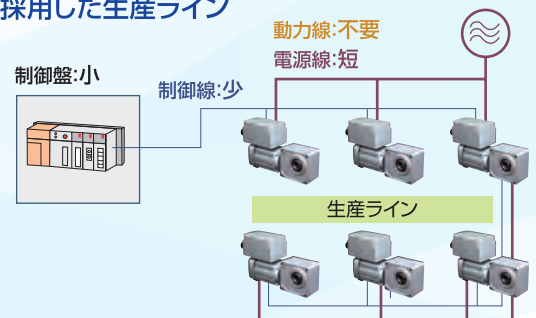 採用した生産ライン
動力線:不要
電源線:短
制御盤:小
制御線:少
生産ライン